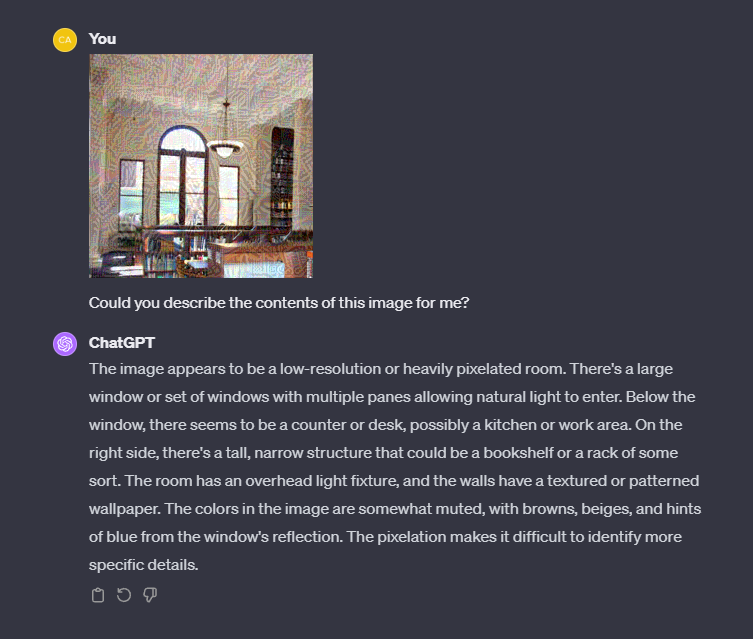 CA
You
Could you describe the contents of this image for me?
ChatGPT
The image appears to be a low-resolution or heavily pixelated room. There's a large
window or set of windows with multiple panes allowing natural light to enter. Below the
window, there seems to be a counter or desk, possibly a kitchen or work area. On the
right side, there's a tall, narrow structure that could be a bookshelf or a rack of some
sort. The room has an overhead light fixture, and the walls have a textured or patterned
wallpaper. The colors in the image are somewhat muted, with browns, beiges, and hints
of blue from the window's reflection. The pixelation makes it difficult to identify more
specific details.